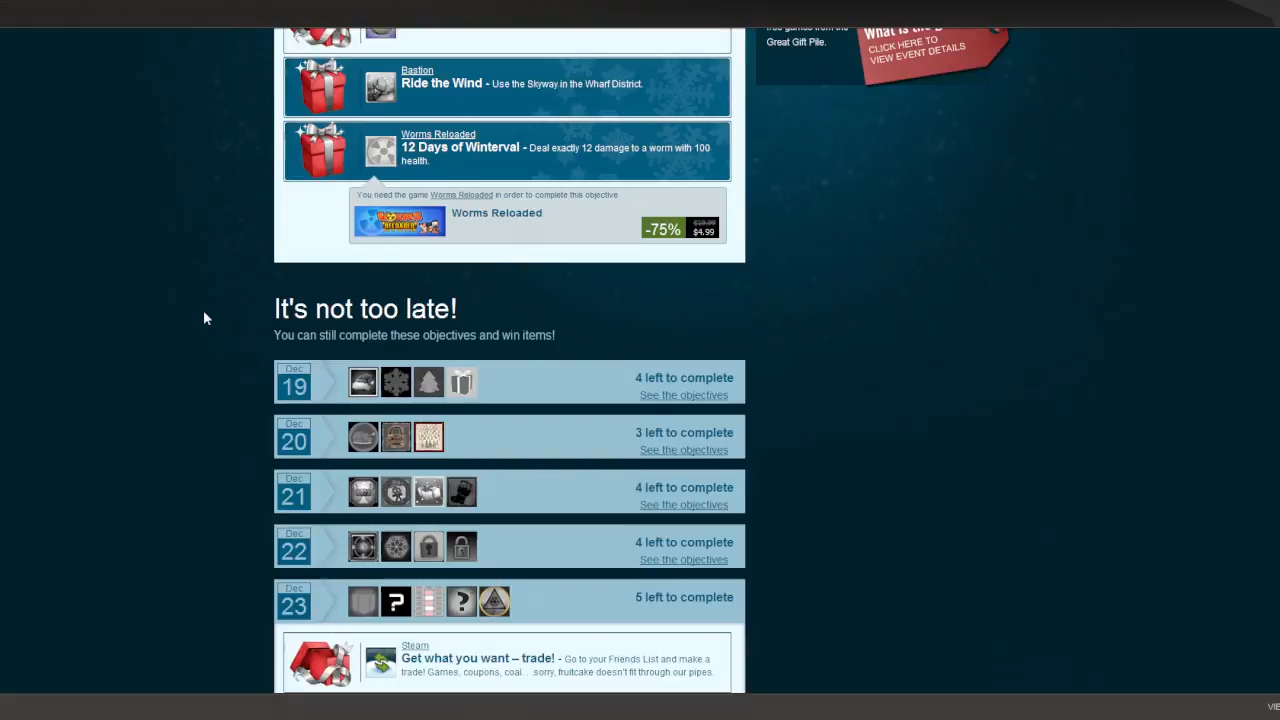 free games from the
Great Gift Pile.
CLICK HERE TO
VIEW EVENT DETAILS
Bastion
Ride the Wind - Use the Skyway in the Wharf District.
Worms Reloaded
12 Days of Winterval - Deal exactly 12 damage to a worm with 100
health.
You need the game Worms Reloaded in order to complete this objective
Worms Reloaded
-75%
$19.99
$4.99
It's not too late!
You can still complete these objectives and win items!
Dec
19
4 left to complete
See the objectives
Dec
20
3 left to complete
See the objectives
Dec
21
4 left to complete
See the objectives
Dec
22
4 left to complete
See the objectives
Dec
23
?
?
5 left to complete
Steam
Get what you want – trade! - Go to your Friends List and make a
trade! Games, coupons, coal... sorry, fruitcake doesn't fit through our pipes.